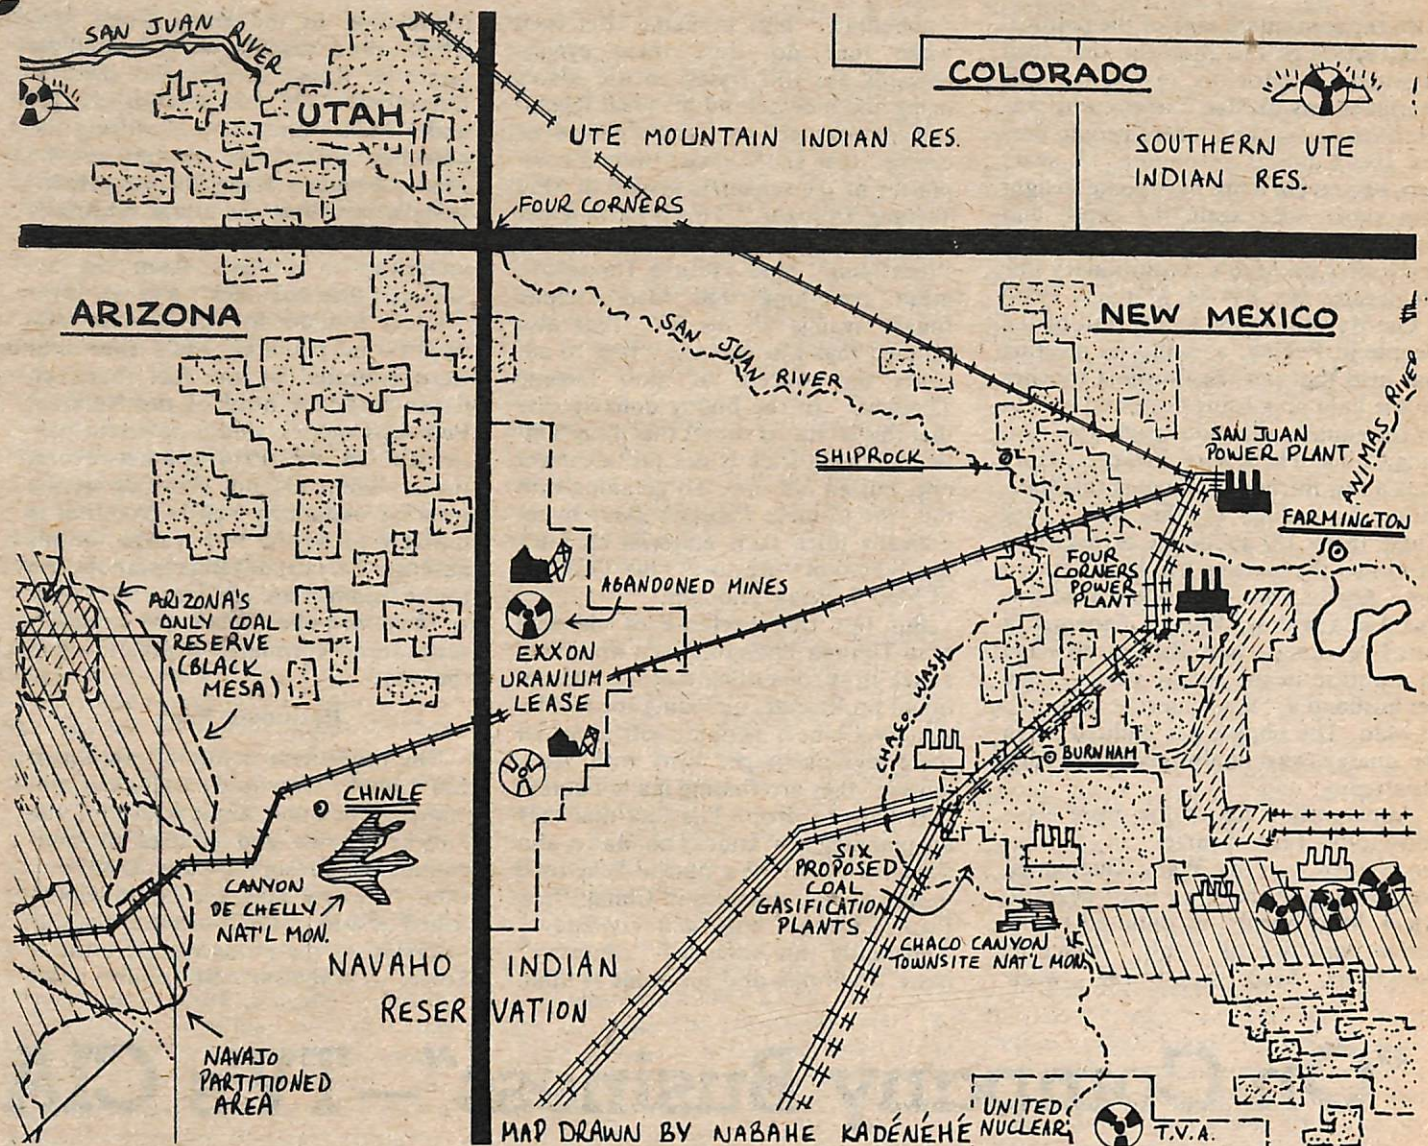 SAN JUAN RIVER
UTAH
COLORADO
UTE MOUNTAIN INDIAN RES.
SOUTHERN UTE
INDIAN RES.
FOUR CORNERS
ARIZONA
NEW MEXICO
SAN JUAN RIVER
SHIPROCK
SAN JUAN
POWER PLANT
ANIMAS RIVER
FARMINGTON
FOUR
CORNERS
POWER
PLANT
ABANDONED MINES
ARIZONA'S
ONLY COAL
RESERVE
(BLACK
MESA)
EXXON
URANIUM
LEASE
CHACO WASH
BURNHAM
CHINLE
CANYON
DE CHELLY
NAT'L MON.
SIX
PROPOSED
COAL
GASIFICATION
PLANTS
CHACO CANYON
TOWNSITE NAT'L MON.
NAVAHO INDIAN
RESERVATION
NAVAJO
PARTITIONED
AREA
UNITED
NUCLEAR
T.V.A.
MAP DRAWN BY NABAHE KADÉNÉHÉ